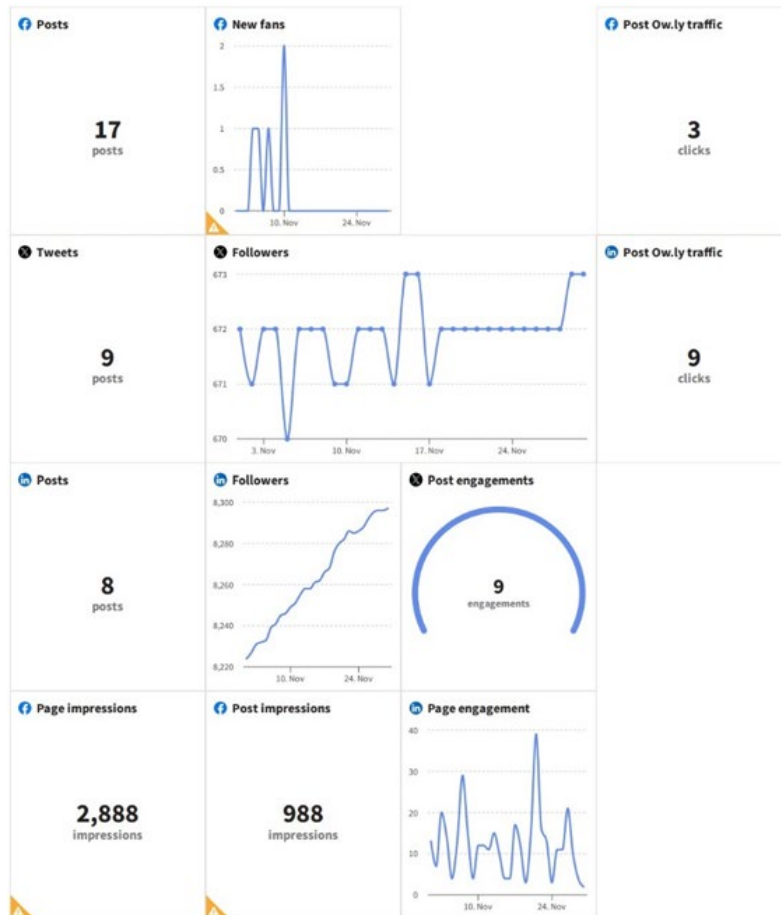 Posts
17
posts
New fans
2
1.5
1
0.5
0
10. Nov
24. Nov
Post Ow.ly traffic
3
clicks
Tweets
9
posts
Followers
673
672
671
670
3. Nov
10. Nov
17. Nov
24. Nov
Post Ow.ly traffic
9
clicks
Posts
8
posts
Followers
8,300
8,280
8,260
8,240
8,220
10. Nov
24. Nov
Post engagements
9
engagements
Page impressions
2,888
impressions
Post impressions
988
impressions
Page engagement
40
30
20
10
0
10. Nov
24. Nov